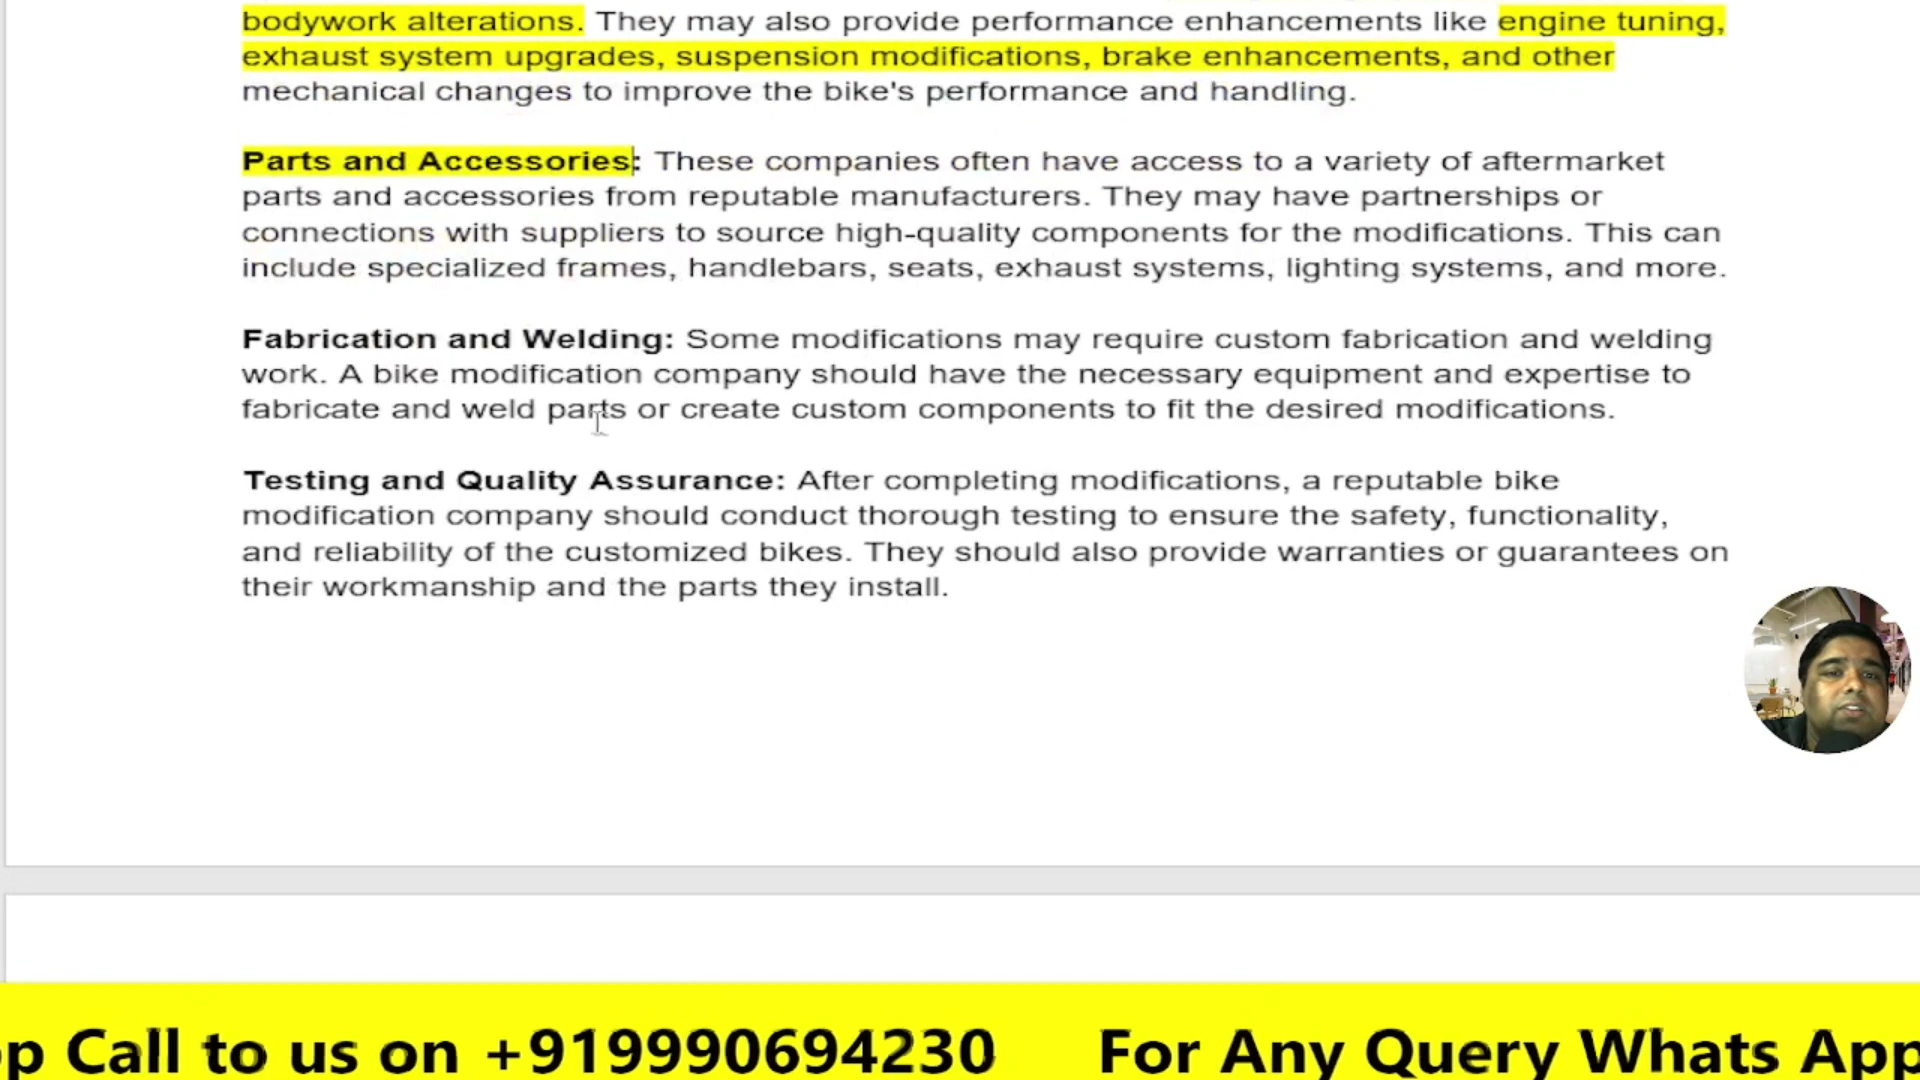 bodywork alterations. They may also provide performance enhancements like engine tuning,
exhaust system upgrades, suspension modifications, brake enhancements, and other
mechanical changes to improve the bike's performance and handling.
Parts and Accessories: These companies often have access to a variety of aftermarket
parts and accessories from reputable manufacturers. They may have partnerships or
connections with suppliers to source high-quality components for the modifications. This can
include specialized frames, handlebars, seats, exhaust systems, lighting systems, and more.
Fabrication and Welding: Some modifications may require custom fabrication and welding
work. A bike modification company should have the necessary equipment and expertise to
fabricate and weld parts or create custom components to fit the desired modifications.
Testing and Quality Assurance: After completing modifications, a reputable bike
modification company should conduct thorough testing to ensure the safety, functionality,
and reliability of the customized bikes. They should also provide warranties or guarantees on
their workmanship and the parts they install.
pp Call to us on +919990694230 For Any Query Whats App